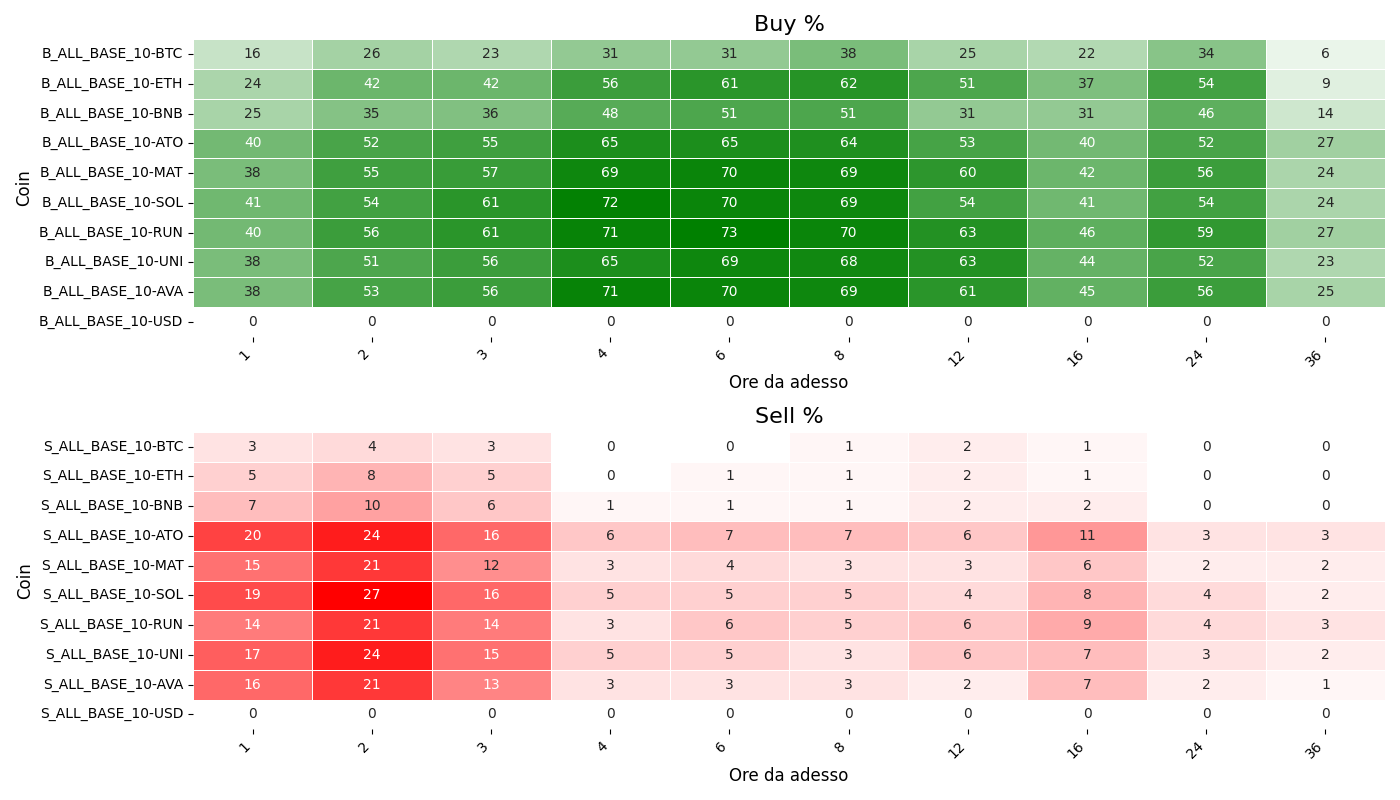 Buy %
Coin
B_ALL_BASE_10-BTC 16 26 23 31 31 38 25 22 34 6
B_ALL_BASE_10-ETH 24 42 42 56 61 62 51 37 54 9
B_ALL_BASE_10-BNB 25 35 36 48 51 51 31 31 46 14
B_ALL_BASE_10-ATO 40 52 55 65 65 64 53 40 52 27
B_ALL_BASE_10-MAT 38 55 57 69 70 69 60 42 56 24
B_ALL_BASE_10-SOL 41 54 61 72 70 69 54 41 54 24
B_ALL_BASE_10-RUN 40 56 61 71 73 70 63 46 59 27
B_ALL_BASE_10-UNI 38 51 56 65 69 68 63 44 52 23
B_ALL_BASE_10-AVA 38 53 56 71 70 69 61 45 56 25
B_ALL_BASE_10-USD 0 0 0 0 0 0 0 0 0 0
1 2 3 4 6 8 12 16 24 36
Ore da adesso
Sell %
Coin
S_ALL_BASE_10-BTC 3 4 3 0 0 1 2 1 0 0
S_ALL_BASE_10-ETH 5 8 5 0 1 1 2 1 0 0
S_ALL_BASE_10-BNB 7 10 6 1 1 1 2 2 0 0
S_ALL_BASE_10-ATO 20 24 16 6 7 7 6 11 3 3
S_ALL_BASE_10-MAT 15 21 12 3 4 3 3 6 2 2
S_ALL_BASE_10-SOL 19 27 16 5 5 5 4 8 4 2
S_ALL_BASE_10-RUN 14 21 14 3 6 5 6 9 4 3
S_ALL_BASE_10-UNI 17 24 15 5 5 3 6 7 3 2
S_ALL_BASE_10-AVA 16 21 13 3 3 3 2 7 2 1
S_ALL_BASE_10-USD 0 0 0 0 0 0 0 0 0 0
1 2 3 4 6 8 12 16 24 36
Ore da adesso